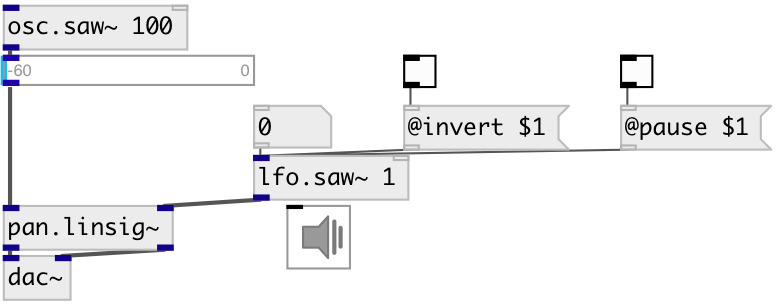 osc.saw~ 100
-60 0
0
@invert $1
@pause $1
lfo.saw~ 1
pan.linsig~
dac~